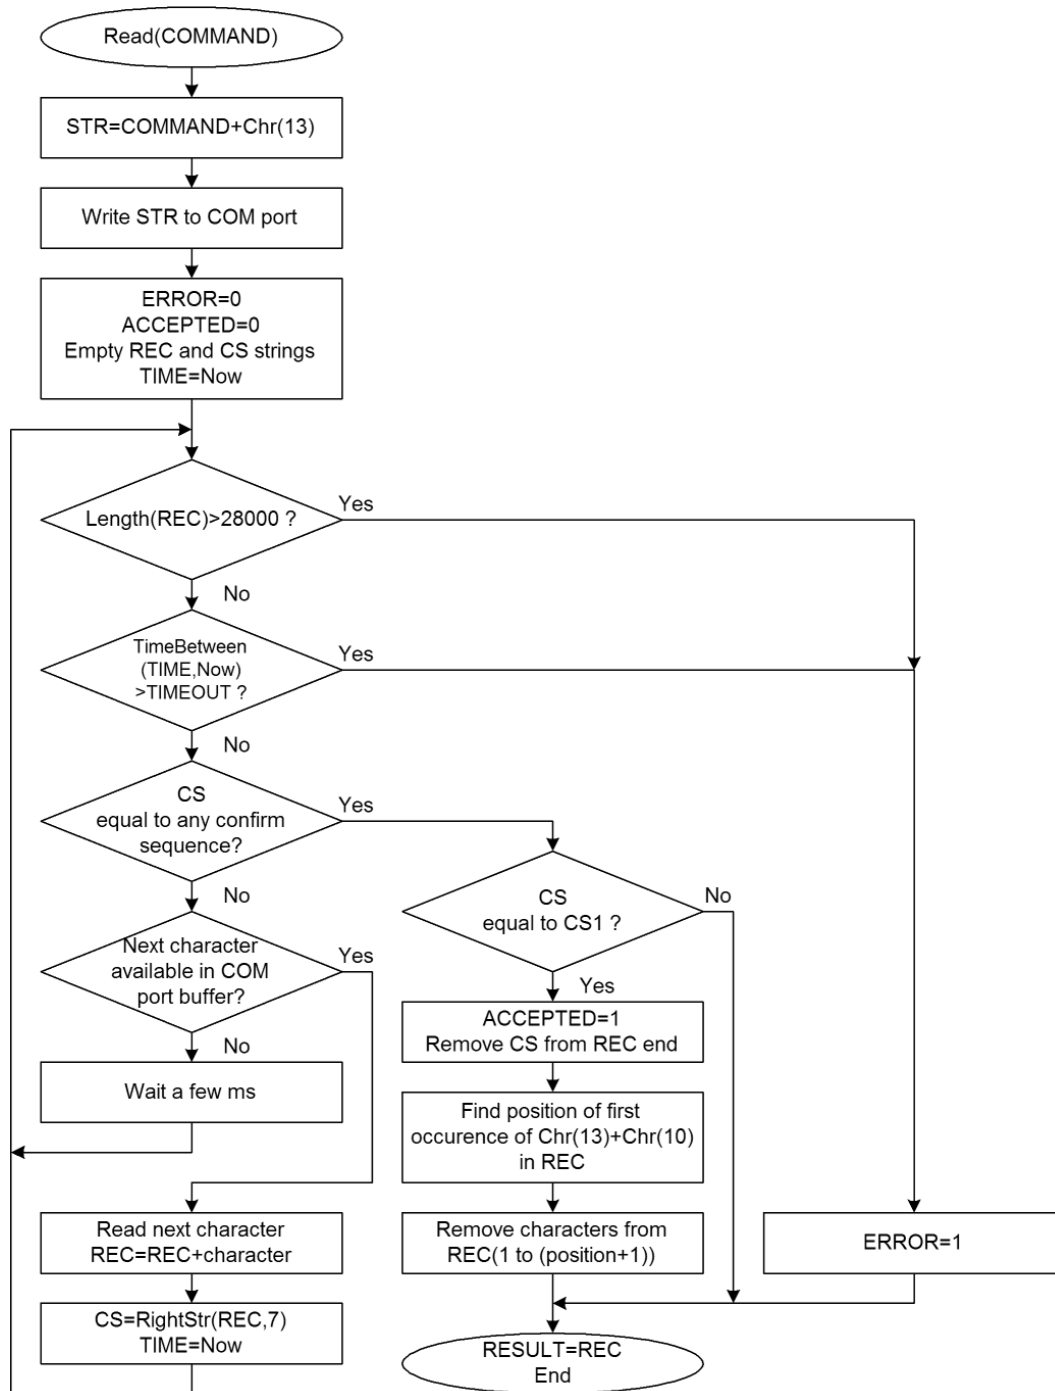 Read(COMMAND)
STR=COMMAND+Chr(13)
Write STR to COM port
ERROR=0
ACCEPTED=0
Empty REC and CS strings
TIME=Now
Length(REC)>28000 ?
Yes
No
TimeBetween
(TIME,Now)
>TIMEOUT ?
Yes
No
CS
equal to any confirm
sequence?
Yes
No
CS
equal to CS1 ?
No
Yes
Next character
available in COM
port buffer?
Yes
No
Wait a few ms
ACCEPTED=1
Remove CS from REC end
Find position of first
occurence of Chr(13)+Chr(10)
in REC
Read next character
REC=REC+character
Remove characters from
REC(1 to (position+1))
ERROR=1
CS=RightStr(REC,7)
TIME=Now
RESULT=REC
End